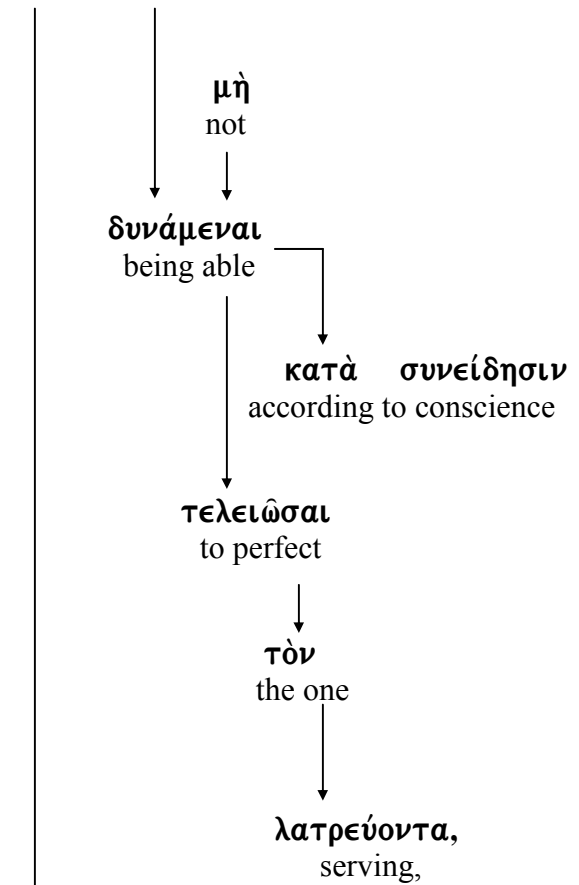 μὴ
not
δυνάμεναι
being able
κατὰ συνείδησιν
according to conscience
τελειῶσαι
to perfect
τὸν
the one
λατρεύοντα,
serving,